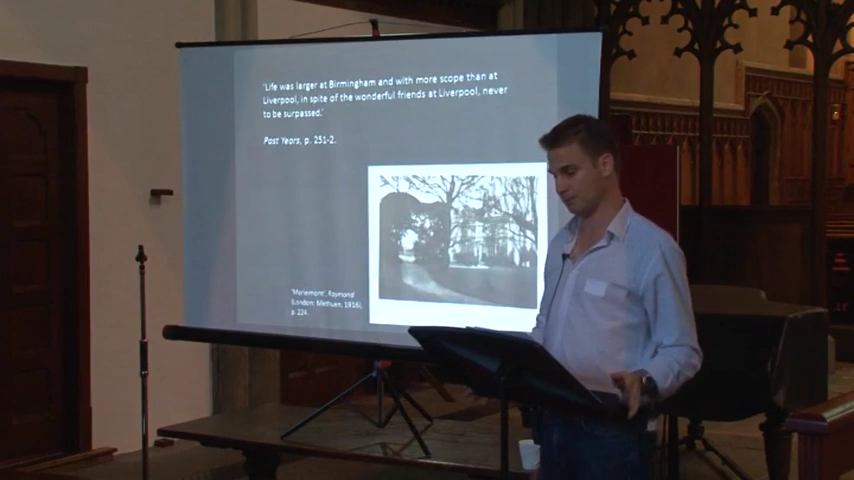 'Life was larger at Birmingham and with more scope than at
Liverpool, in spite of the wonderful friends at Liverpool, never
to be surpassed.'
Past Years, p. 251-2.
'Mariemont', Raymond
(London: Methuen, 1916),
p. 224.